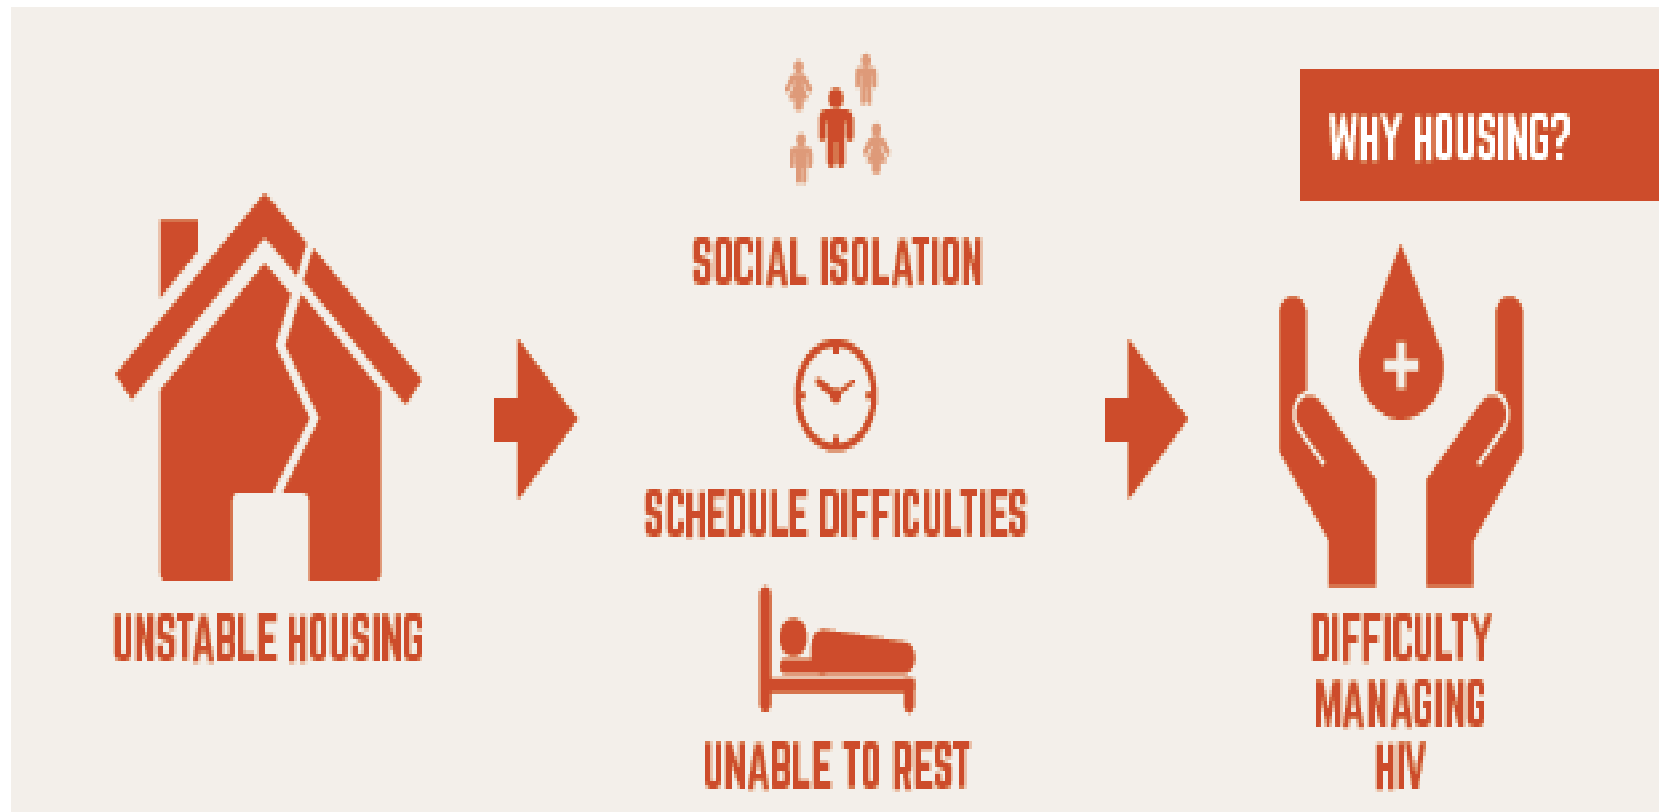 WHY HOUSING?
UNSTABLE HOUSING
SOCIAL ISOLATION
SCHEDULE DIFFICULTIES
UNABLE TO REST
DIFFICULTY
MANAGING
HIV